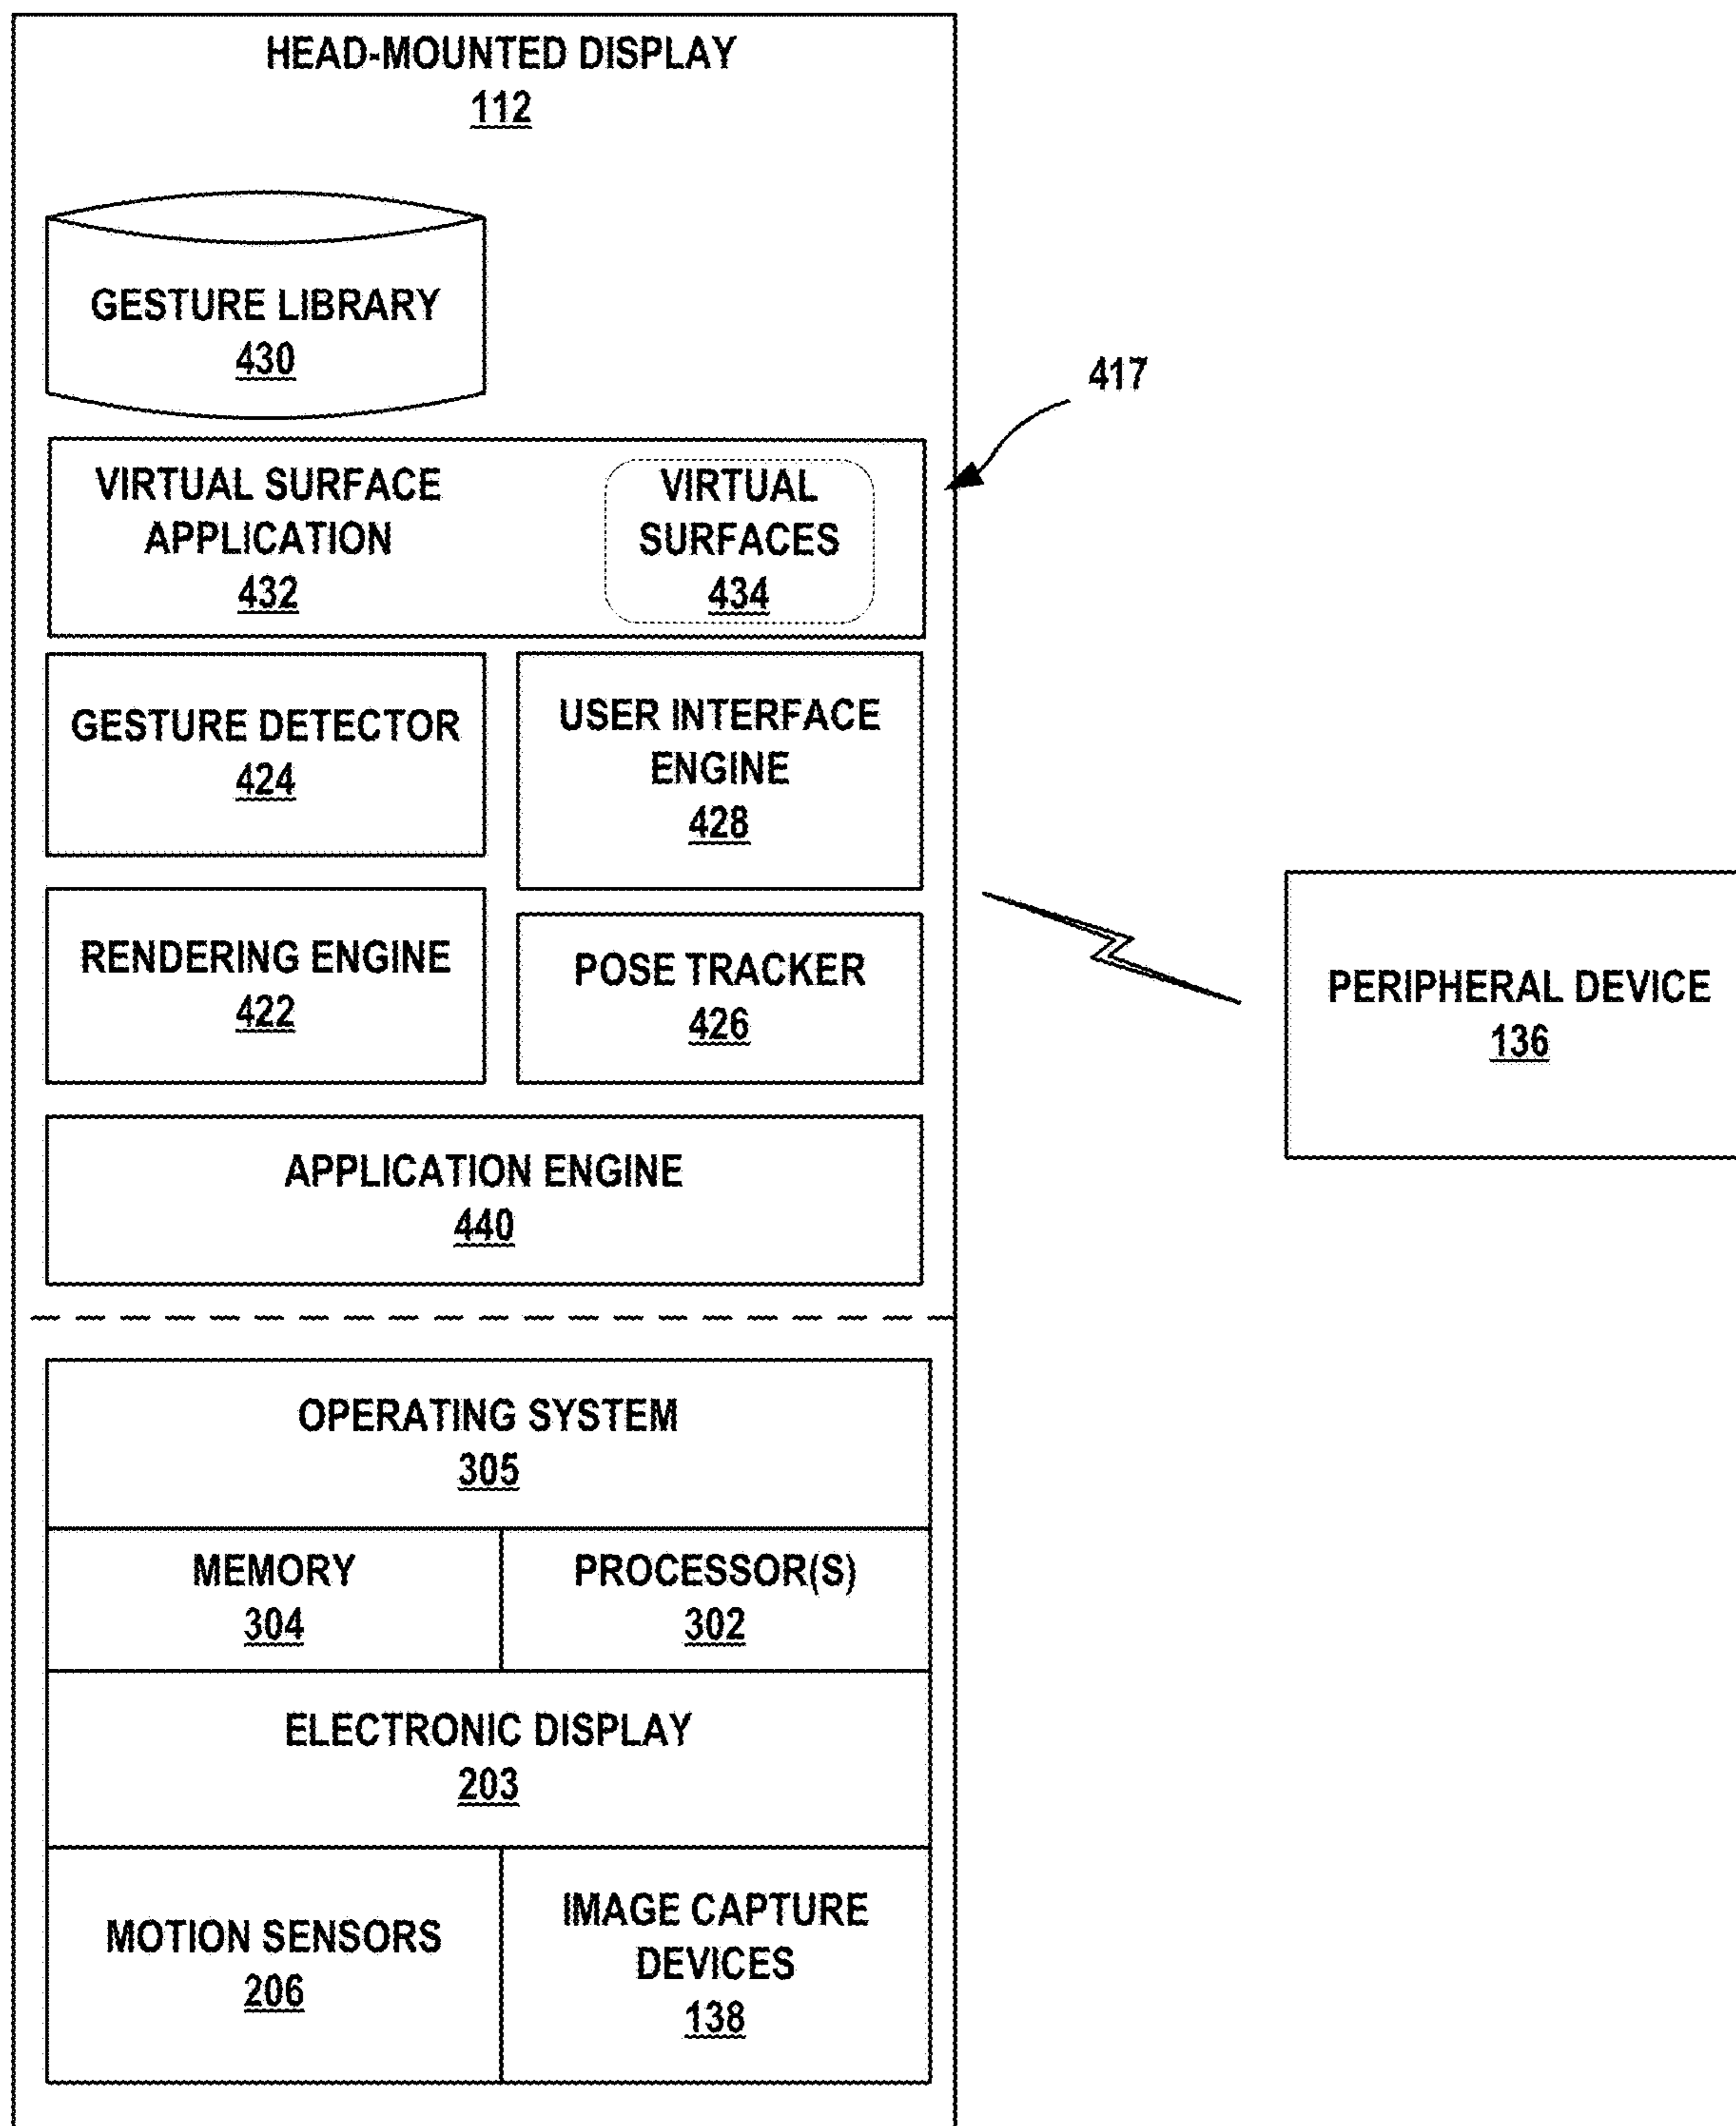 HEAD-MOUNTED DISPLAY
112
GESTURE LIBRARY
430
417
VIRTUAL SURFACE
APPLICATION
432
VIRTUAL
SURFACES
434
GESTURE DETECTOR
424
USER INTERFACE
ENGINE
428
RENDERING ENGINE
422
POSE TRACKER
426
PERIPHERAL DEVICE
136
APPLICATION ENGINE
440
OPERATING SYSTEM
305
MEMORY
304
PROCESSOR(S)
302
ELECTRONIC DISPLAY
203
MOTION SENSORS
206
IMAGE CAPTURE
DEVICES
138